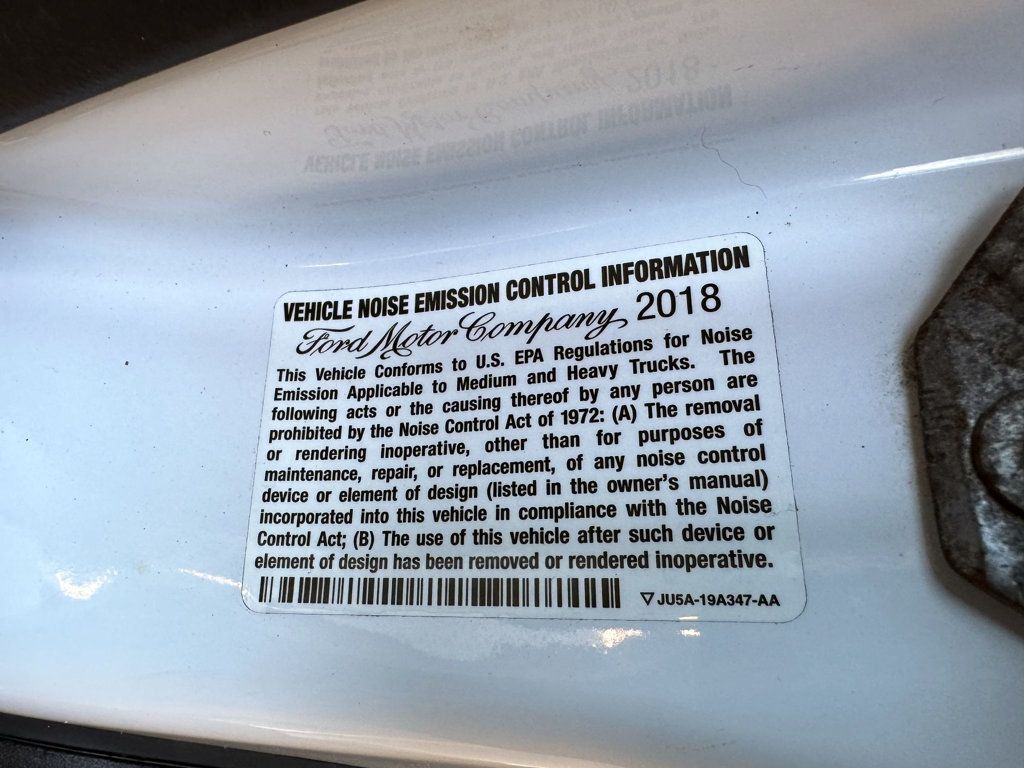 VEHICLE NOISE EMISSION CONTROL INFORMATION
Ford Motor Company 2018
This Vehicle Conforms to U.S. EPA Regulations for Noise
Emission Applicable to Medium and Heavy Trucks. The
following acts or the causing thereof by any person are
prohibited by the Noise Control Act of 1972: (A) The removal
or rendering inoperative, other than for purposes of
maintenance, repair, or replacement, of any noise control
device or element of design (listed in the owner's manual)
incorporated into this vehicle in compliance with the Noise
Control Act; (B) The use of this vehicle after such device or
element of design has been removed or rendered inoperative.
▽ JU5A-19A347-AA